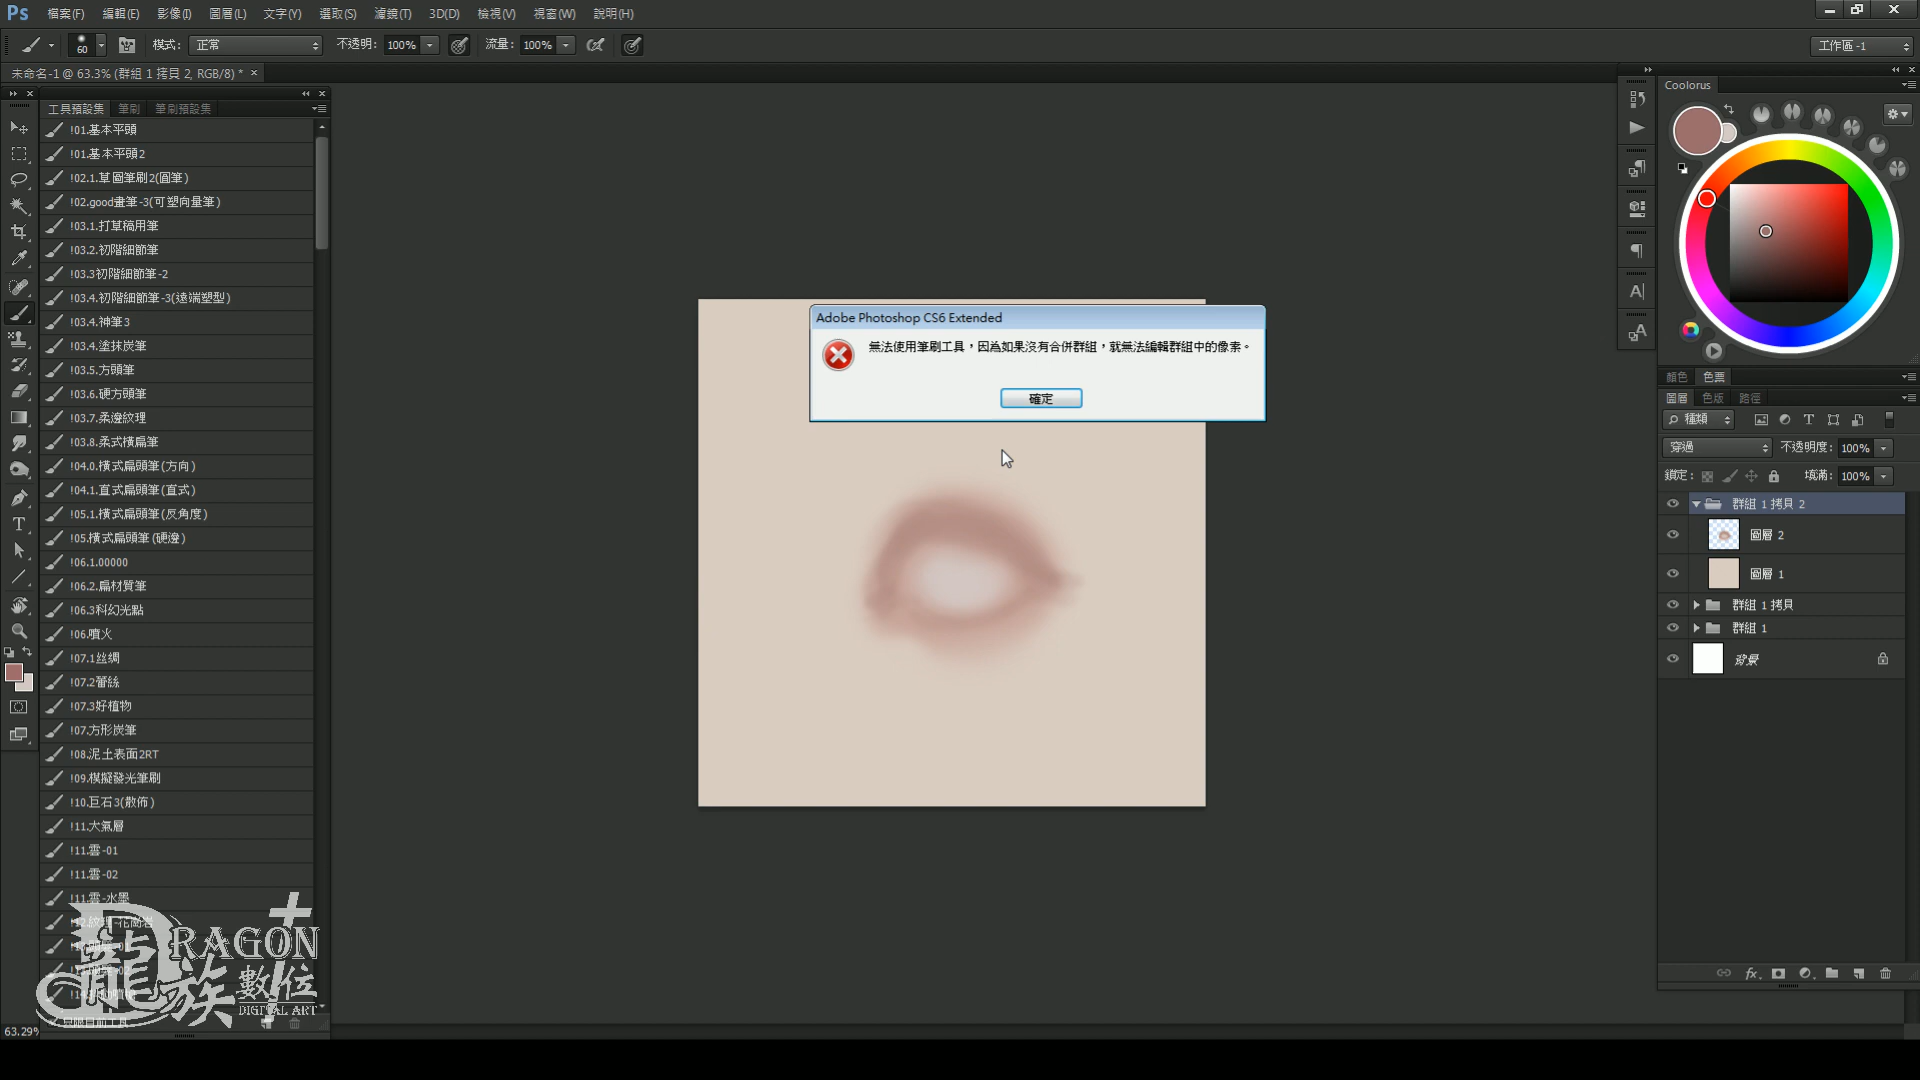 Ps 檔案(F) 編輯(E) 影像(I) 圖層(L) 文字(Y) 選取(S) 濾鏡(T) 3D(D) 檢視(V) 視窗(W) 說明(H)
60 模式: 正常 不透明: 100% 流量: 100% 工作區 -1
未命名-1 @ 63.3% (群組 1 拷貝 2, RGB/8) *
工具預設集 筆刷 筆刷預設集
!01.基本平頭
!01.基本平頭2
!02.1.草圖筆刷2(圓筆)
!02.good畫筆-3(可塑向量筆)
!03.1.打草稿用筆
!03.2.初階細節筆
!03.3初階細節筆-2
!03.4.初階細節筆-3(遠端塑型)
!03.4.神筆3
!03.4.塗抹炭筆
!03.5.方頭筆
!03.6.硬方頭筆
!03.7.柔邊紋理
!03.8.柔式橫扁筆
!04.0.橫式扁頭筆(方向)
!04.1.直式扁頭筆(直式)
!05.1.橫式扁頭筆(反角度)
!05.橫式扁頭筆(硬邊)
!06.1.00000
!06.2.扁材質筆
!06.3科幻光點
!06.噴火
!07.1丝绸
!07.2蕾絲
!07.3好植物
!07.方形炭筆
!08.泥土表面2RT
!09.模擬發光筆刷
!10.巨石3(散佈)
!11.大氣層
!11.雲-01
!11.雲-02
!11.雲-水墨
只限目前工具
63.29%
DRAGON
龍族數位
DIGITAL ART
Adobe Photoshop CS6 Extended
無法使用筆刷工具，因為如果沒有合併群組，就無法編輯群組中的像素。
確定
Coolorus
顏色 色票
圖層 色版 路徑
種類
穿過 不透明度: 100%
鎖定: 填滿: 100%
群組 1 拷貝 2
圖層 2
圖層 1
群組 1 拷貝
群組 1
背景